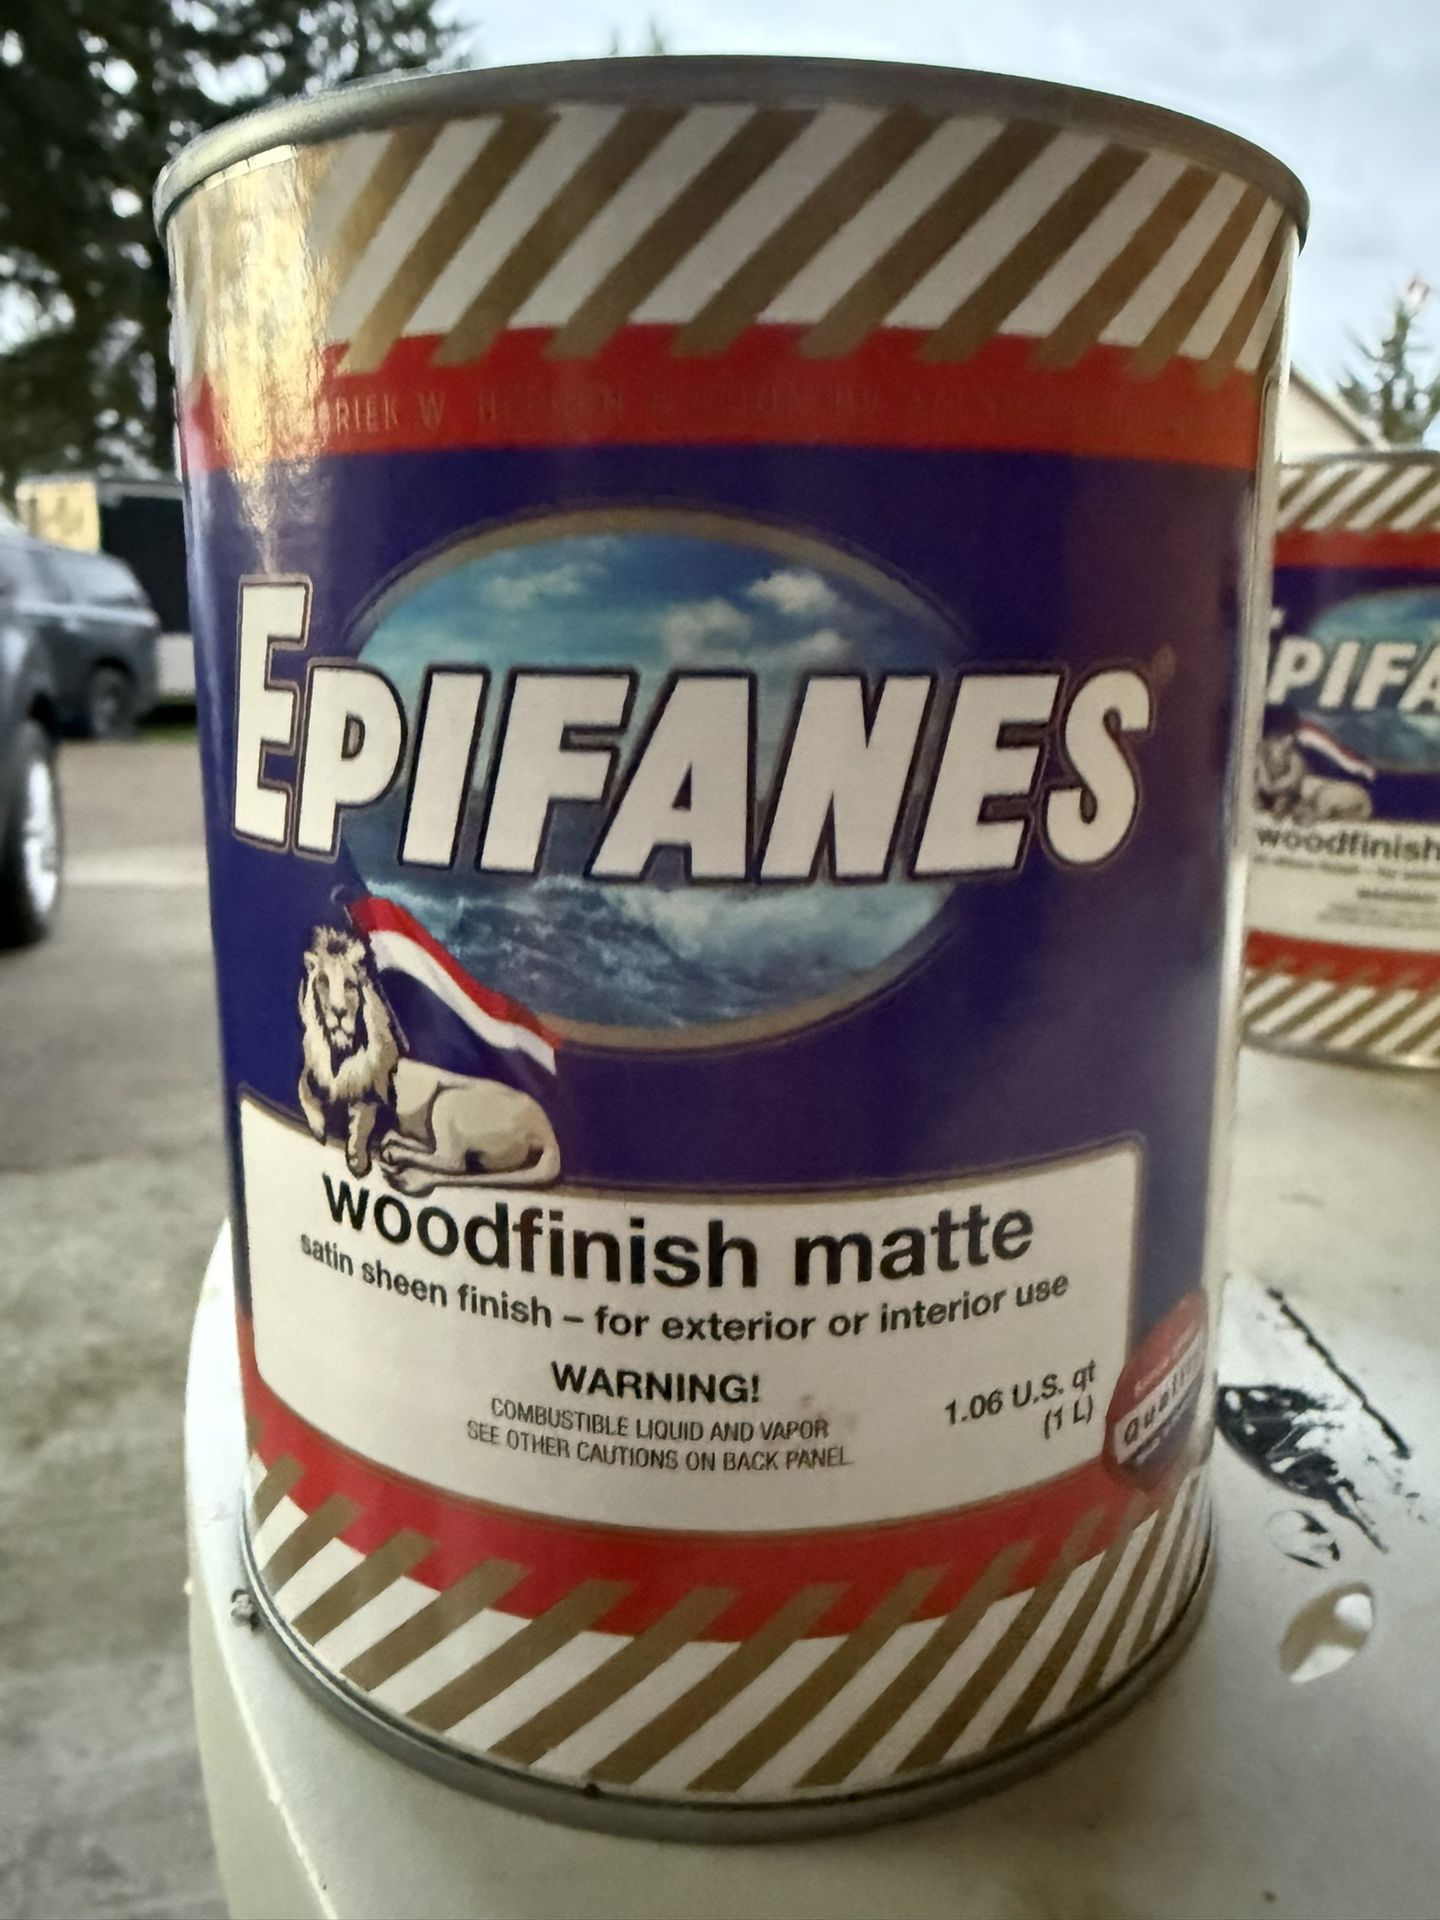 EPIFANES®
woodfinish matte
satin sheen finish – for exterior or interior use
WARNING!
COMBUSTIBLE LIQUID AND VAPOR
SEE OTHER CAUTIONS ON BACK PANEL
1.06 U.S. qt
(1 L)
EPIFA
woodfinish